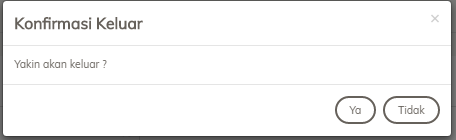 Konfirmasi Keluar
×
Yakin akan keluar ?
Ya Tidak